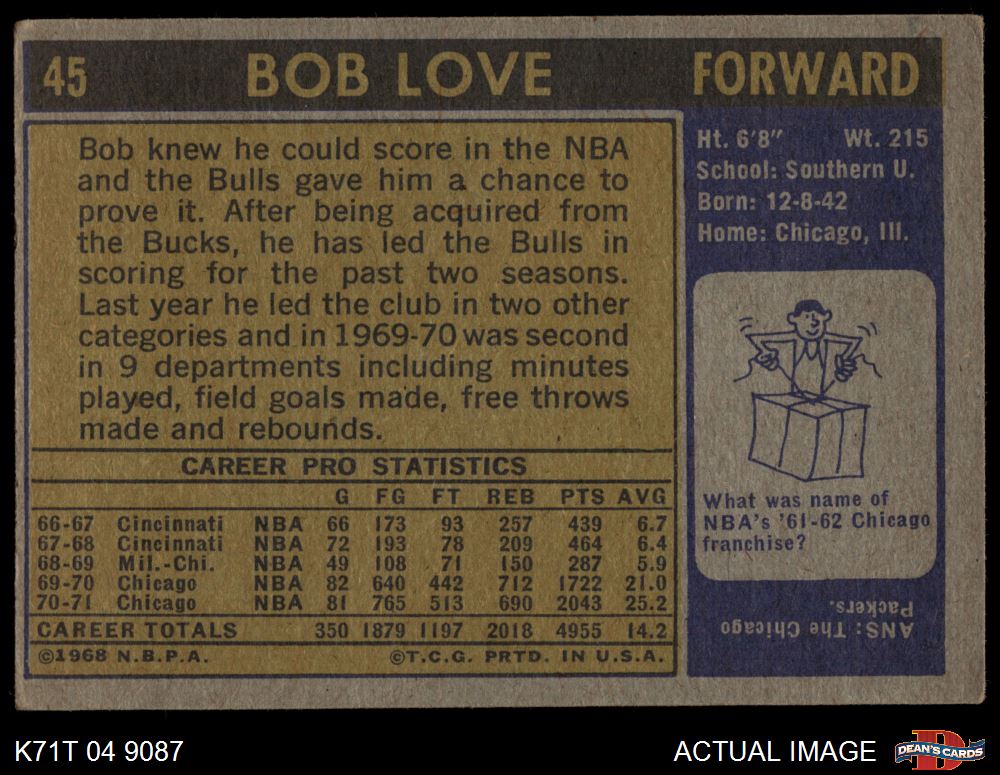 45 BOB LOVE FORWARD
Bob knew he could score in the NBA
and the Bulls gave him a chance to
prove it. After being acquired from
the Bucks, he has led the Bulls in
scoring for the past two seasons.
Last year he led the club in two other
categories and in 1969-70 was second
in 9 departments including minutes
played, field goals made, free throws
made and rebounds.
CAREER PRO STATISTICS
G FG FT REB PTS AVG
66-67 Cincinnati NBA 66 173 93 257 439 6.7
67-68 Cincinnati NBA 72 193 78 209 464 6.4
68-69 Mil.-Chi. NBA 49 108 71 150 287 5.9
69-70 Chicago NBA 82 640 442 712 1722 21.0
70-71 Chicago NBA 81 765 513 690 2043 25.2
CAREER TOTALS 350 1879 1197 2018 4955 14.2
©1968 N.B.P.A. ©T.C.G. PRTD. IN U.S.A.
Ht. 6'8" Wt. 215
School: Southern U.
Born: 12-8-42
Home: Chicago, Ill.
What was name of
NBA's '61-62 Chicago
franchise?
ANS: The Chicago
Packers.
K71T 04 9087 ACTUAL IMAGE
D
DEAN'S CARDS